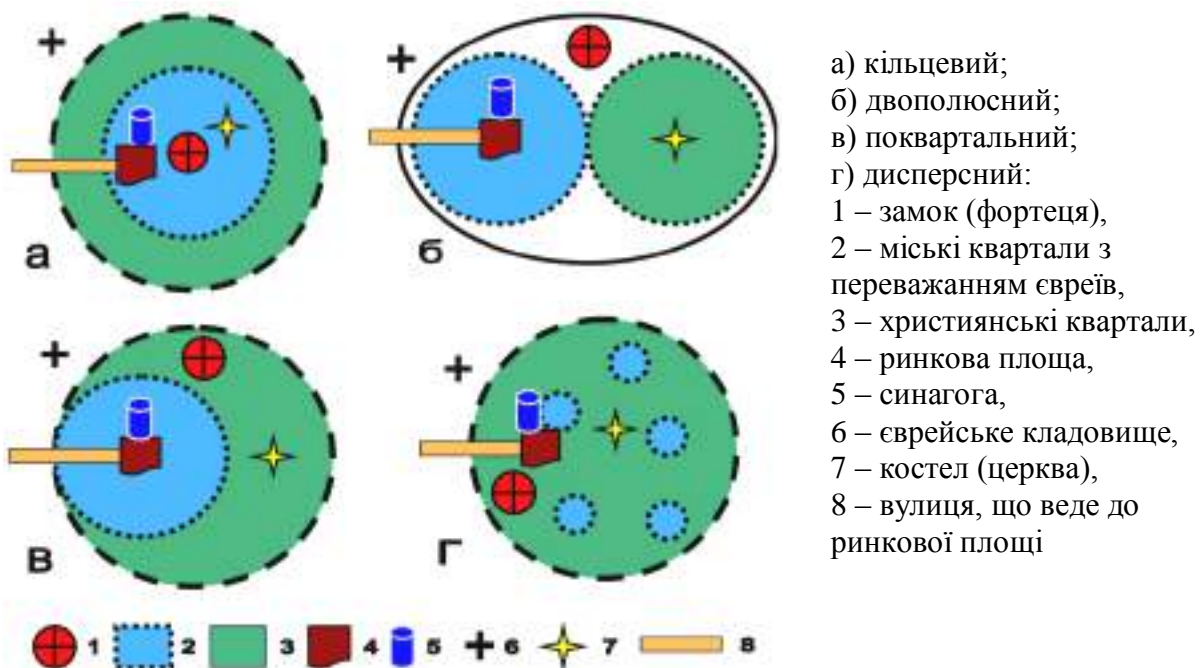 а) кільцевий;
б) двополюсний;
в) поквартальний;
г) дисперсний:
1 – замок (фортеця),
2 – міські квартали з
переважанням євреїв,
3 – християнські квартали,
4 – ринкова площа,
5 – синагога,
6 – єврейське кладовище,
7 – костел (церква),
8 – вулиця, що веде до
ринкової площі
а
б
в
г
1 2 3 4 5 6 7 8